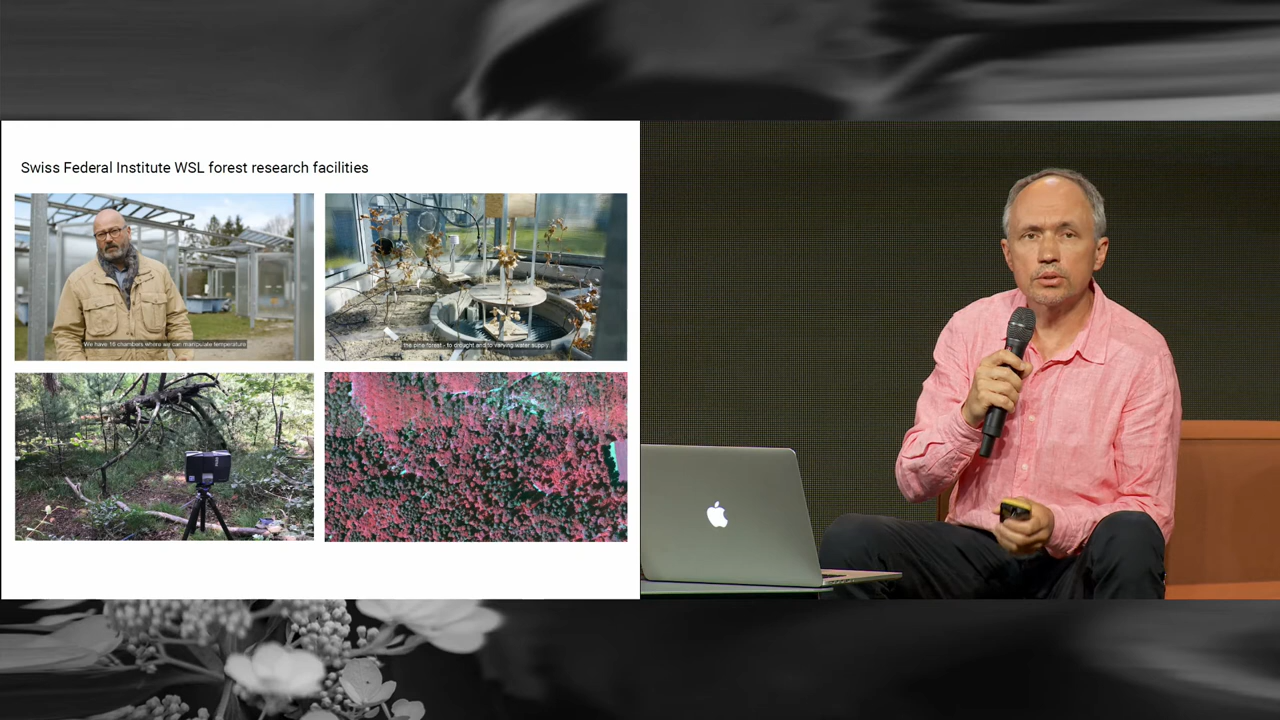 Swiss Federal Institute WSL forest research facilities
We have 16 chambers where we can manipulate temperature
the pine forest - to drought and to varying water supply.